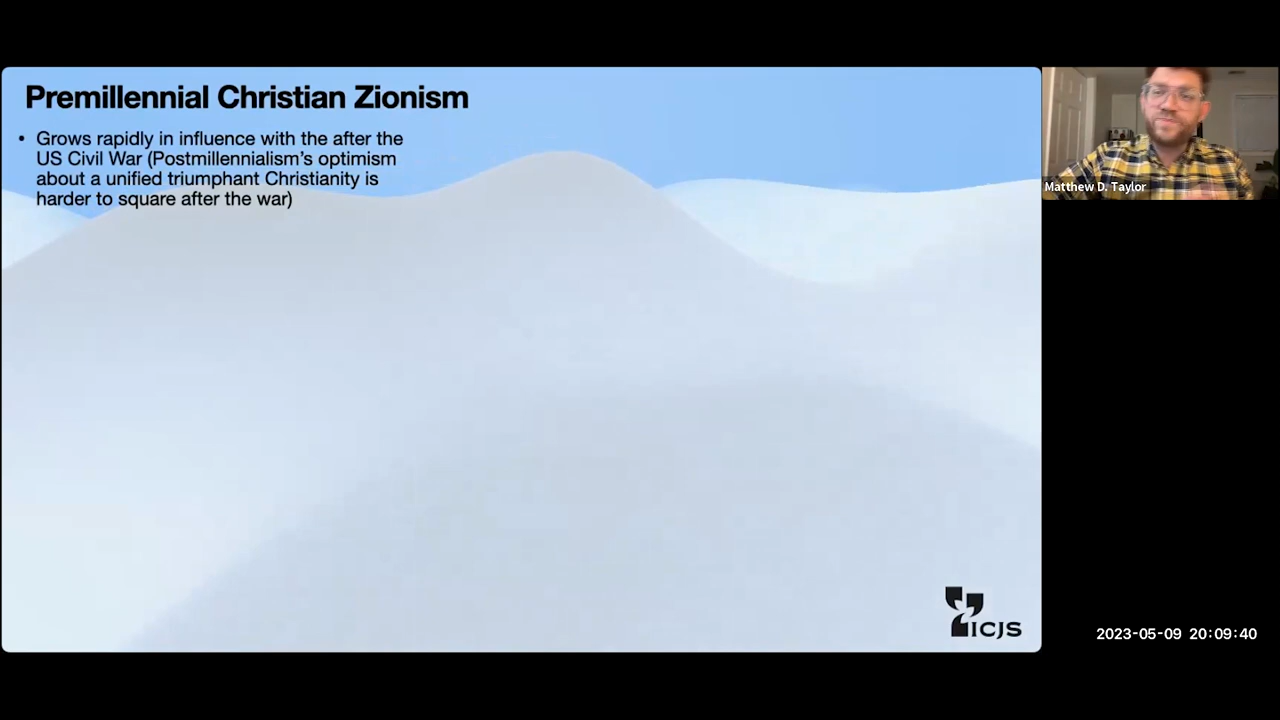 Premillennial Christian Zionism
• Grows rapidly in influence with the after the
US Civil War (Postmillennialism's optimism
about a unified triumphant Christianity is
harder to square after the war)
Matthew D. Taylor
ICJS
2023-05-09 20:09:40